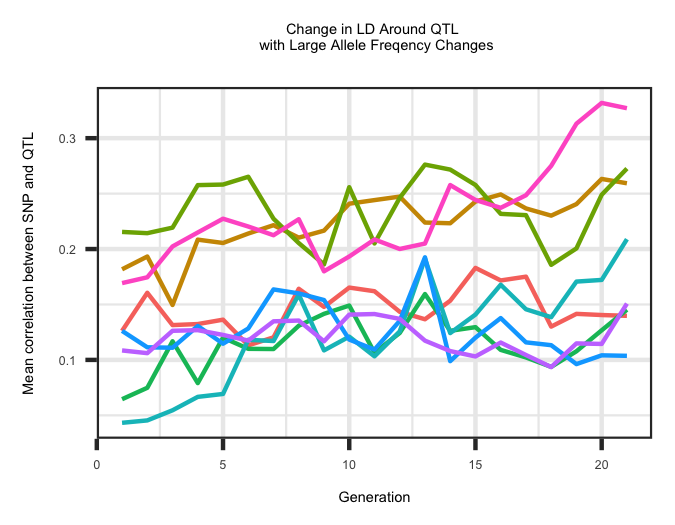 Change in LD Around QTL
with Large Allele Freqency Changes
Mean correlation between SNP and QTL
0.3
0.2
0.1
0
5
10
15
20
Generation